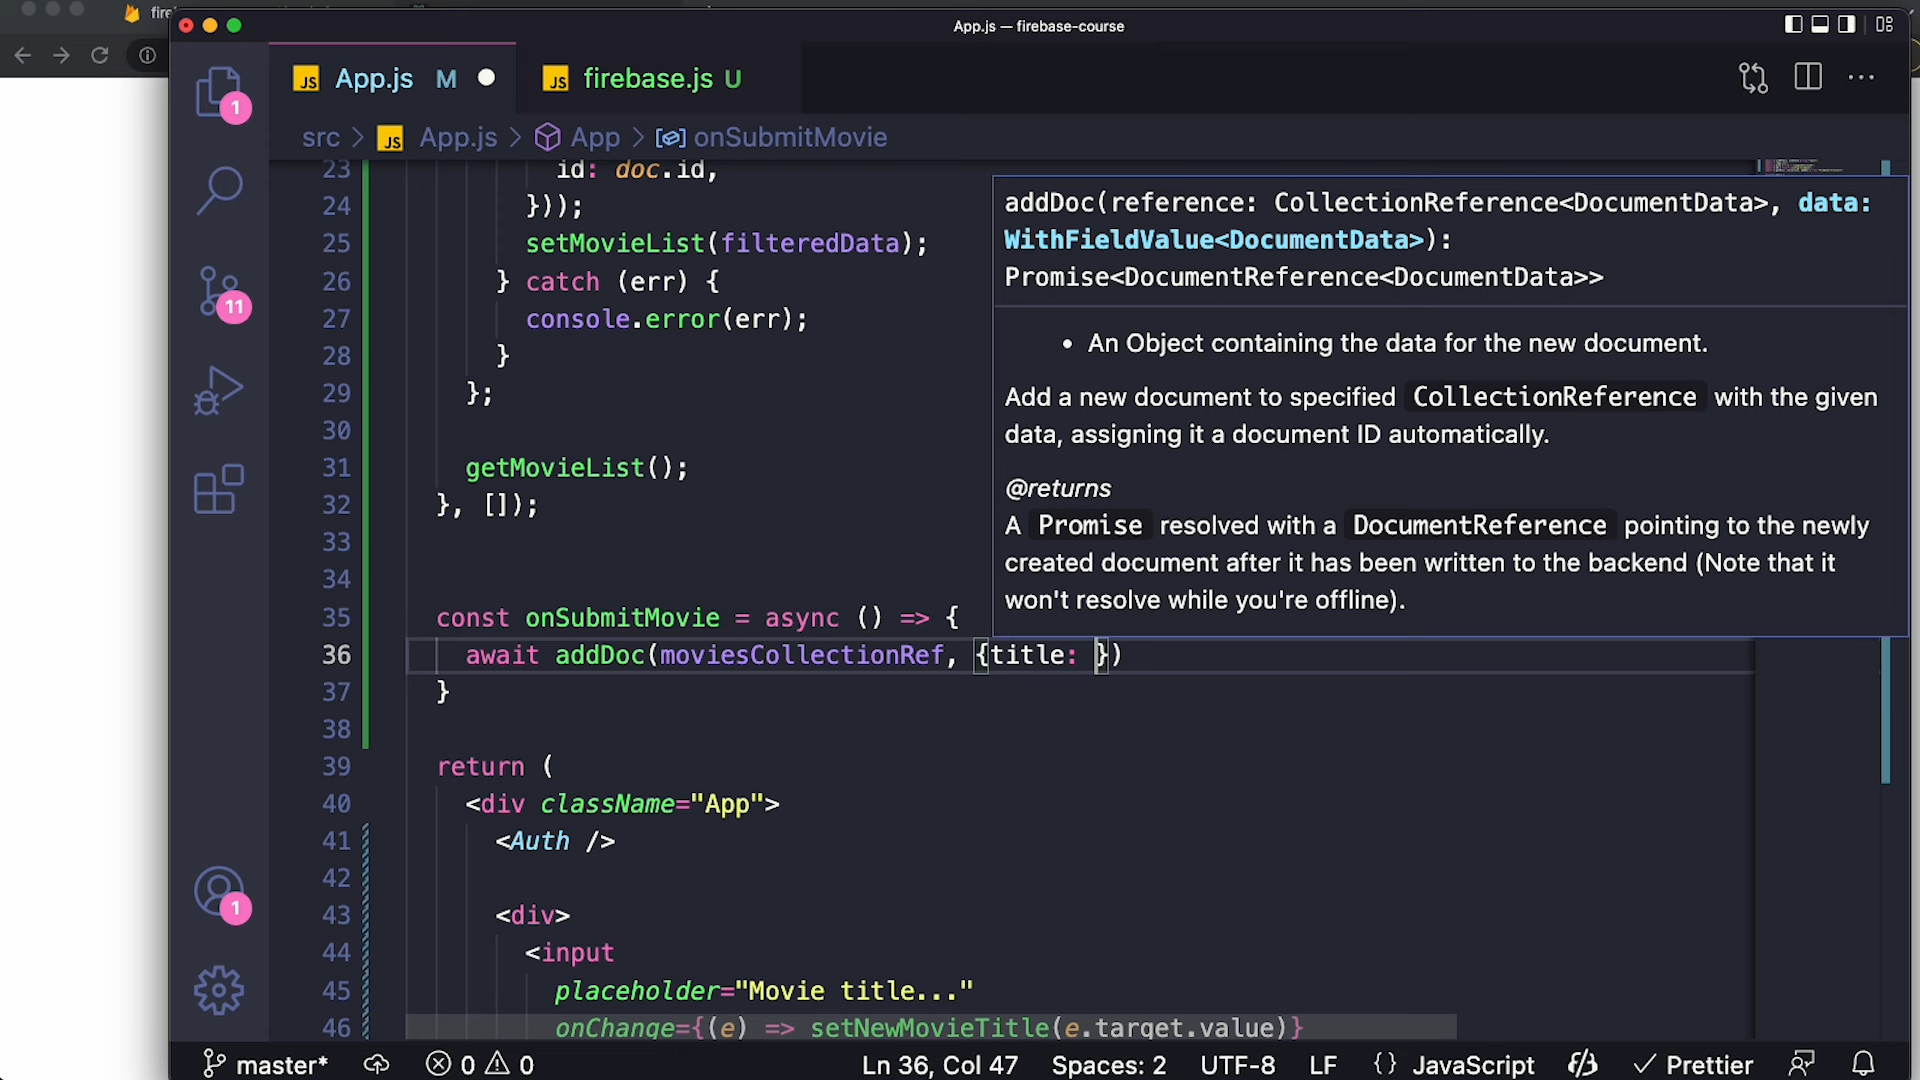 fire
App.js — firebase-course
JS App.js M
JS firebase.js U
src > JS App.js > App > onSubmitMovie
1
11
1
23 id: doc.id,
24 }));
25 setMovieList(filteredData);
26 } catch (err) {
27 console.error(err);
28 }
29 };
30
31 getMovieList();
32 }, []);
33
34
35 const onSubmitMovie = async () => {
36 await addDoc(moviesCollectionRef, {title: })
37 }
38
39 return (
40 <div className="App">
41 <Auth />
42
43 <div>
44 <input
45 placeholder="Movie title..."
46 onChange={(e) => setNewMovieTitle(e.target.value)}
addDoc(reference: CollectionReference<DocumentData>, data:
WithFieldValue<DocumentData>):
Promise<DocumentReference<DocumentData>>
• An Object containing the data for the new document.
Add a new document to specified CollectionReference with the given
data, assigning it a document ID automatically.
@returns
A Promise resolved with a DocumentReference pointing to the newly
created document after it has been written to the backend (Note that it
won't resolve while you're offline).
master* 0 0 Ln 36, Col 47 Spaces: 2 UTF-8 LF {} JavaScript Prettier